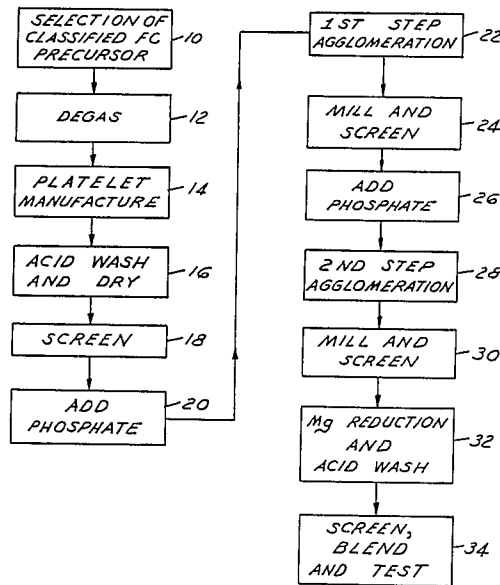 SELECTION OF
CLASSIFIED FC
PRECURSOR
10
DEGAS
12
PLATELET
MANUFACTURE
14
ACID WASH
AND DRY
16
SCREEN
18
ADD
PHOSPHATE
20
1ST STEP
AGGLOMERATION
22
MILL AND
SCREEN
24
ADD
PHOSPHATE
26
2ND STEP
AGGLOMERATION
28
MILL AND
SCREEN
30
Mg REDUCTION
AND
ACID WASH
32
SCREEN,
BLEND
AND TEST
34